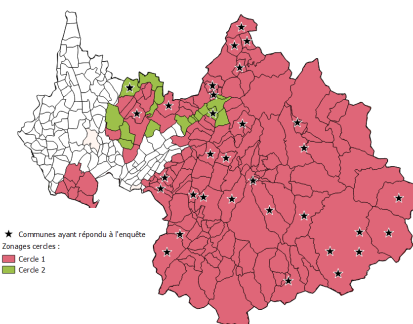 Communes ayant répondu à l'enquête
Zonages cercles :
Cercle 1
Cercle 2